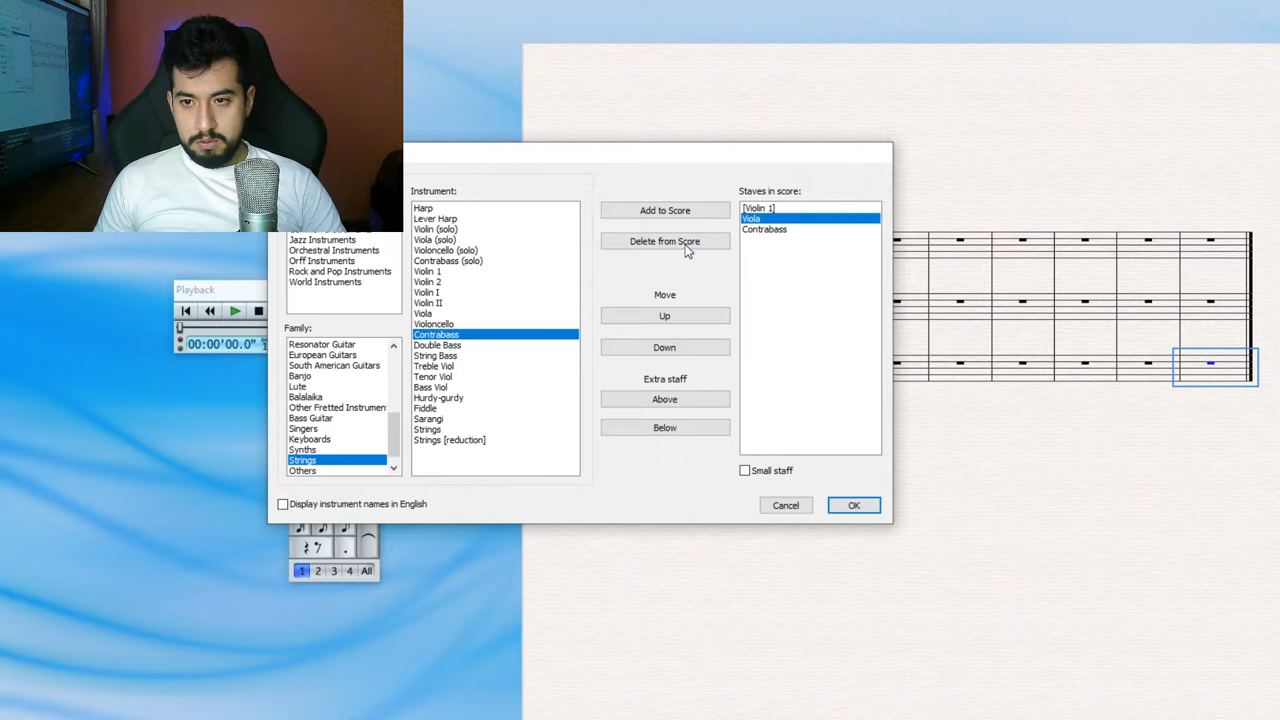 Jazz Instruments
Orchestral Instruments
Orff Instruments
Rock and Pop Instruments
World Instruments
Playback
00:00'00.0"
Family:
Resonator Guitar
European Guitars
South American Guitars
Banjo
Lute
Balalaika
Other Fretted Instrumen
Bass Guitar
Singers
Keyboards
Synths
Strings
Others
Display instrument names in English
1 2 3 4 All
Instrument:
Harp
Lever Harp
Violin (solo)
Viola (solo)
Violoncello (solo)
Contrabass (solo)
Violin 1
Violin 2
Violin I
Violin II
Viola
Violoncello
Contrabass
Double Bass
String Bass
Treble Viol
Tenor Viol
Bass Viol
Hurdy-gurdy
Fiddle
Sarangi
Strings
Strings [reduction]
Add to Score
Delete from Score
Move
Up
Down
Extra staff
Above
Below
Staves in score:
[Violin 1]
Viola
Contrabass
Small staff
Cancel
OK